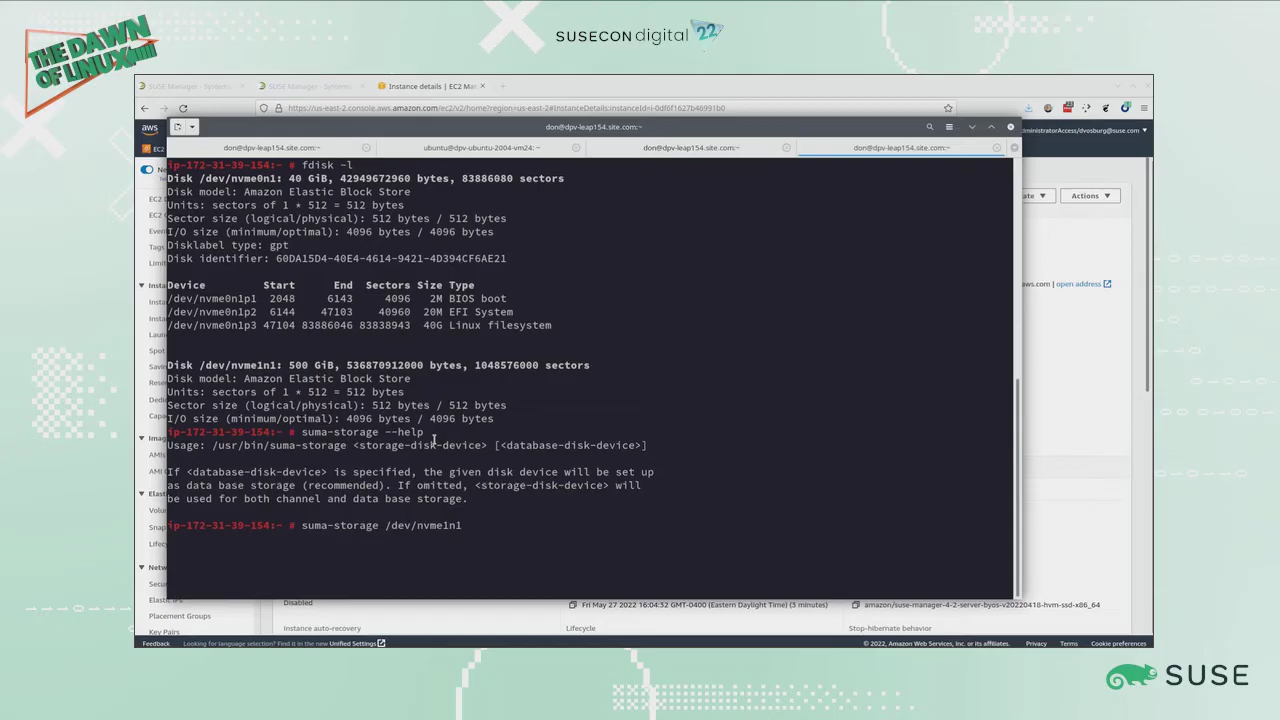 THE DAWN
OF LINUX
SUSECON digital 22
SUSE Manager - Systems
SUSE Manager - Systems
Instance details | EC2 Mar
https://us-east-2.console.aws.amazon.com/ec2/v2/home?region=us-east-2#InstanceDetails:instanceId=i-0df6f1627b46991b0
aws
dministratorAccess/dvosburg@suse.com
don@dpv-leap154.site.com:~
EC2
don@dpv-leap154.site.com:~
ubuntu@dpv-ubuntu-2004-vm24: ~
don@dpv-leap154.site.com:~
don@dpv-leap154.site.com:~
ip-172-31-39-154:~ # fdisk -l
Disk /dev/nvme0n1: 40 GiB, 42949672960 bytes, 83886080 sectors
Disk model: Amazon Elastic Block Store
Units: sectors of 1 * 512 = 512 bytes
Sector size (logical/physical): 512 bytes / 512 bytes
I/O size (minimum/optimal): 4096 bytes / 4096 bytes
Disklabel type: gpt
Disk identifier: 60DA15D4-40E4-4614-9421-4D394CF6AE21
Device Start End Sectors Size Type
/dev/nvme0n1p1 2048 6143 4096 2M BIOS boot
/dev/nvme0n1p2 6144 47103 40960 20M EFI System
/dev/nvme0n1p3 47104 83886046 83838943 40G Linux filesystem
Disk /dev/nvme1n1: 500 GiB, 536870912000 bytes, 1048576000 sectors
Disk model: Amazon Elastic Block Store
Units: sectors of 1 * 512 = 512 bytes
Sector size (logical/physical): 512 bytes / 512 bytes
I/O size (minimum/optimal): 4096 bytes / 4096 bytes
ip-172-31-39-154:~ # suma-storage --help
Usage: /usr/bin/suma-storage <storage-disk-device> [<database-disk-device>]
If <database-disk-device> is specified, the given disk device will be set up
as data base storage (recommended). If omitted, <storage-disk-device> will
be used for both channel and data base storage.
ip-172-31-39-154:~ # suma-storage /dev/nvme1n1
ate
Actions
aws.com | open address
Ne
EC2
EC2
Even
Tags
Limit
Insta
Insta
Insta
Laun
Spot
Savin
Rese
Dedic
Capa
Imag
AMIs
AMI
Elast
Volu
Snap
Lifec
Netw
Secur
Elastic IPs
Placement Groups
Key Pairs
Disabled
Fri May 27 2022 16:04:32 GMT-0400 (Eastern Daylight Time) (3 minutes)
amazon/suse-manager-4-2-server-byos-v20220418-hvm-ssd-x86_64
Instance auto-recovery
Lifecycle
Stop-hibernate behavior
Feedback
Looking for language selection? Find it in the new Unified Settings
© 2022, Amazon Web Services, Inc. or its affiliates.
Privacy
Terms
Cookie preferences
SUSE